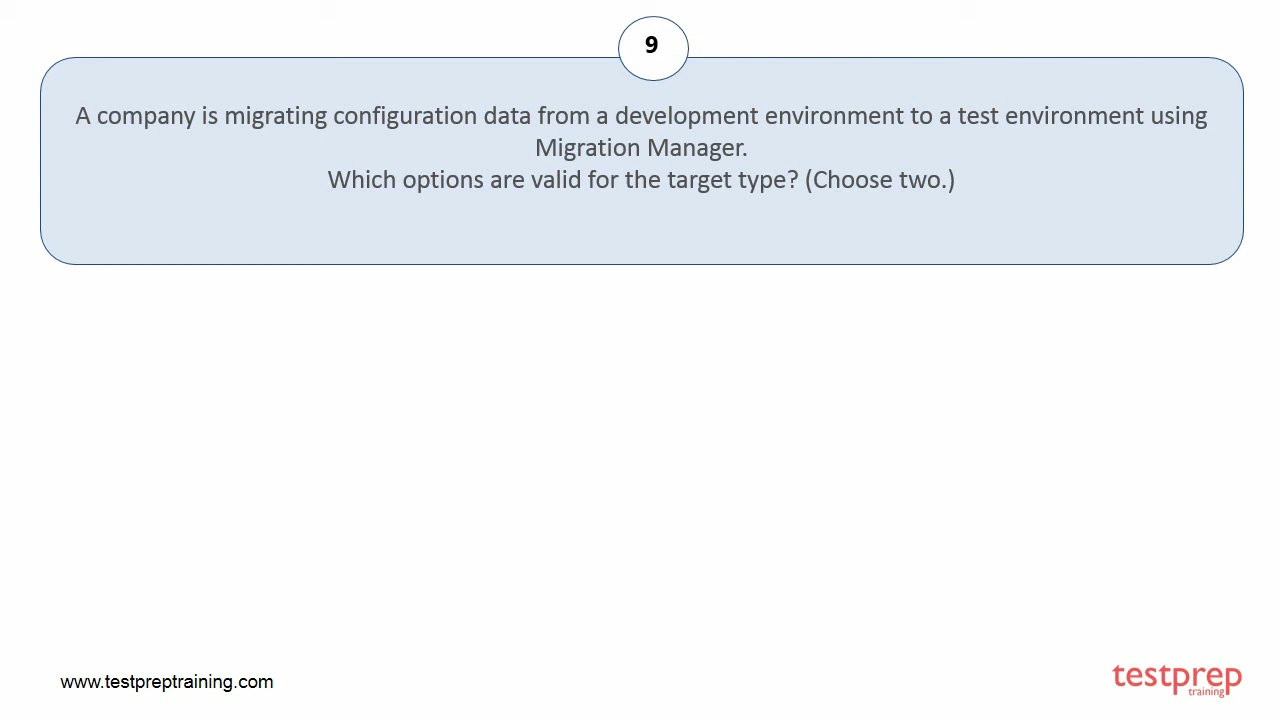 9
A company is migrating configuration data from a development environment to a test environment using
Migration Manager.
Which options are valid for the target type? (Choose two.)
www.testpreptraining.com
testprep
training